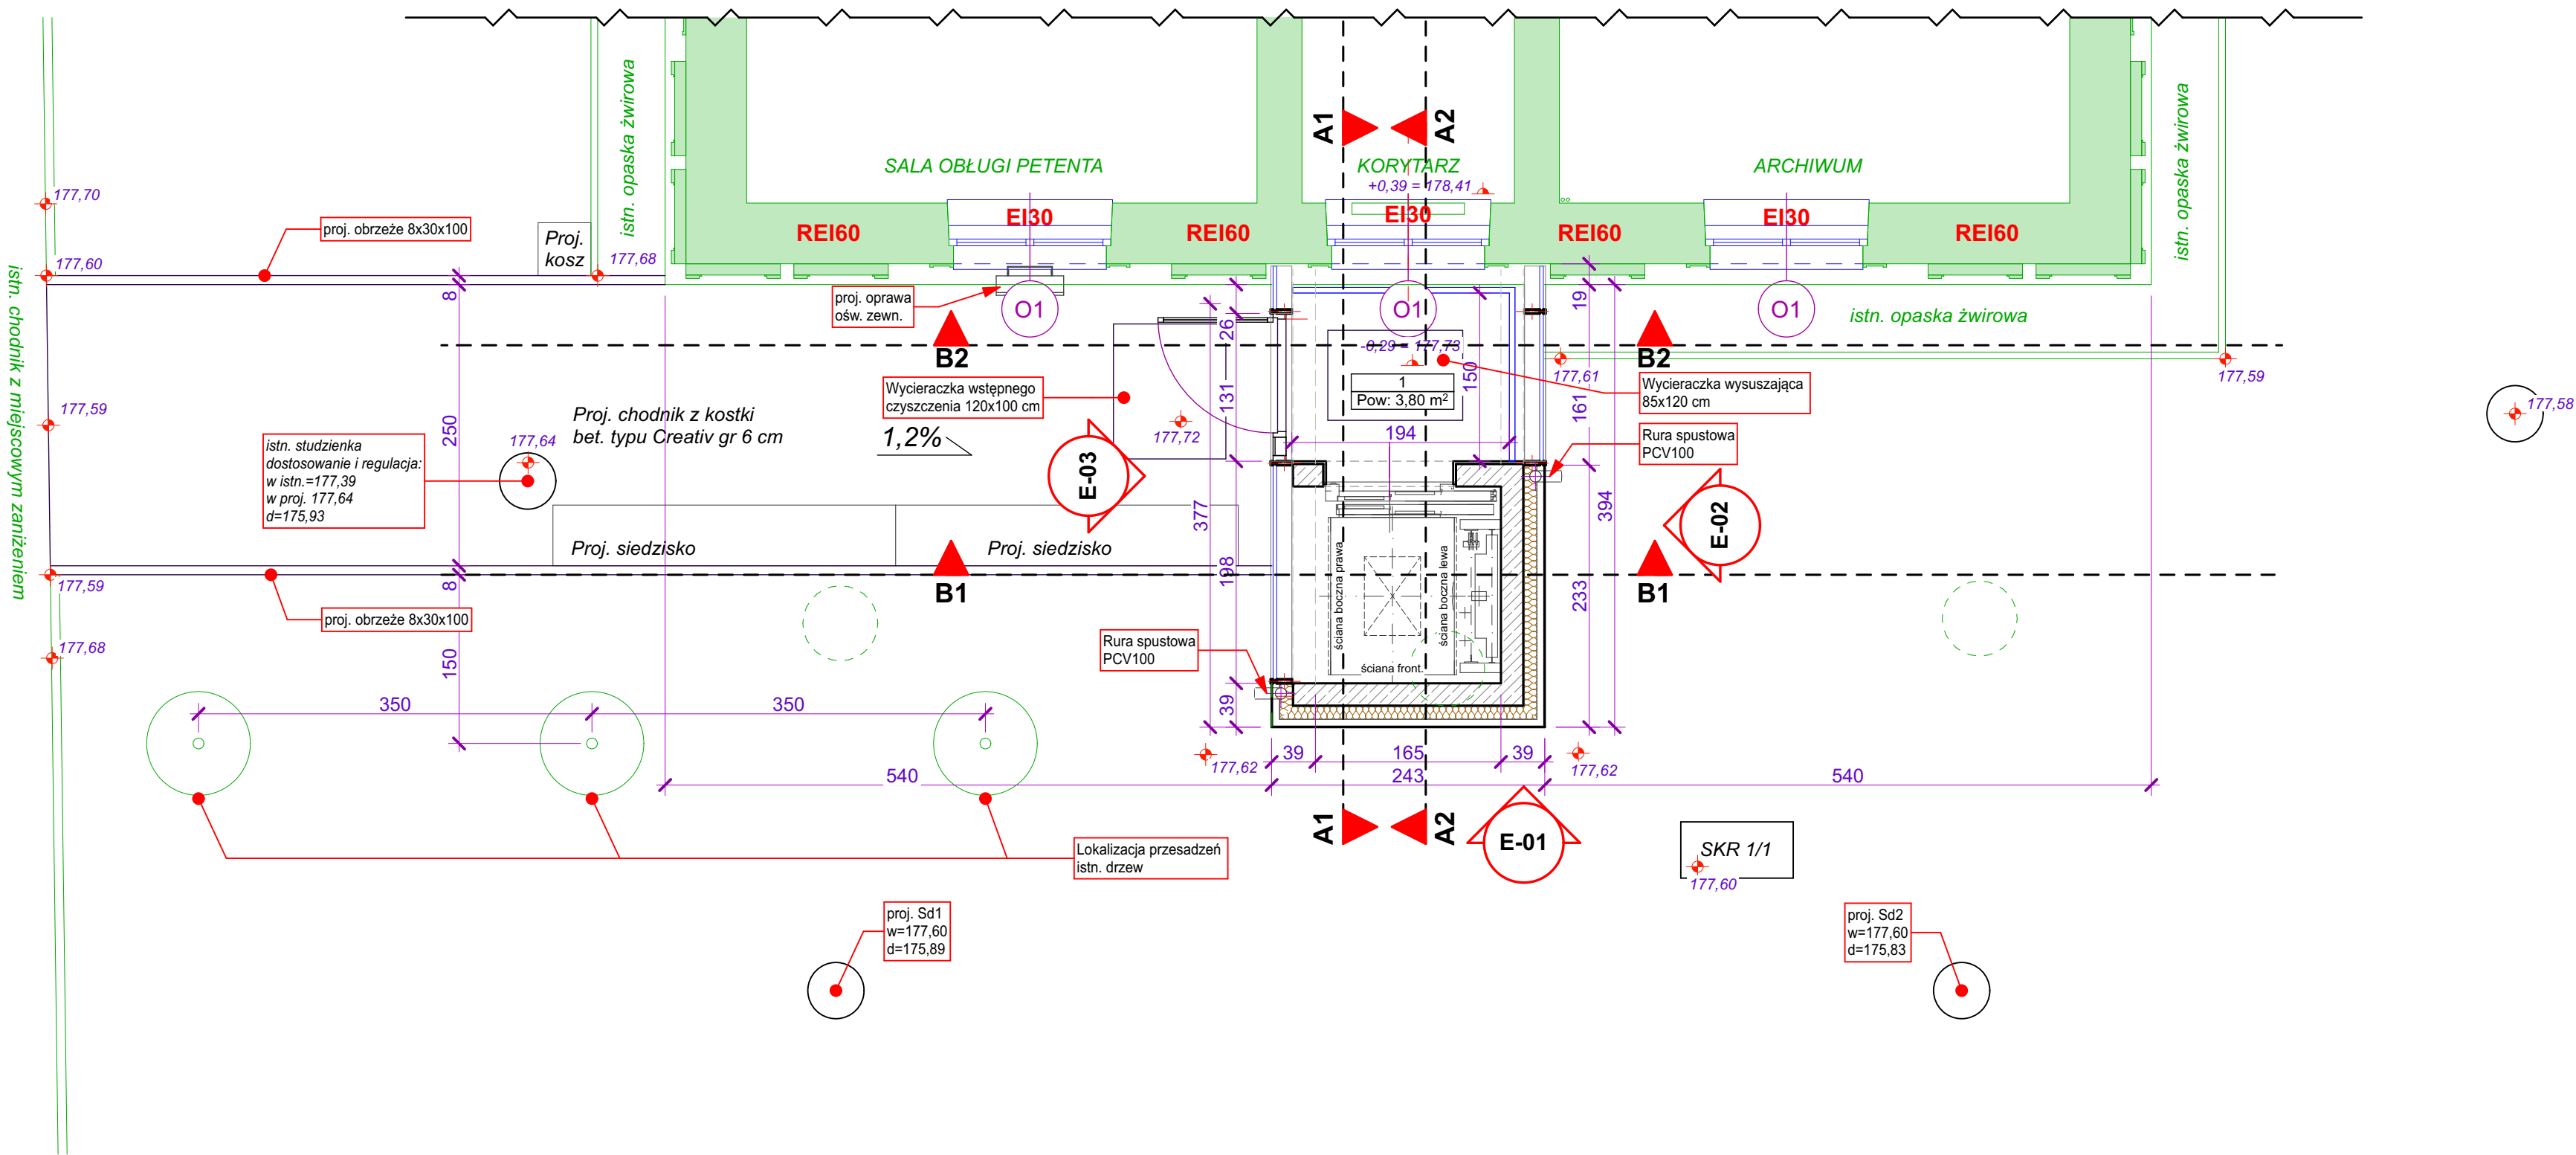 A1
A2
istn. opaska żwirowa
istn. opaska żwirowa
SALA OBŁUGI PETENTA
KORYTARZ
ARCHIWUM
+0,39 = 178,41
177,70
proj. obrzeże 8x30x100
Proj.
kosz
177,60
177,68
REI60
EI30
REI60
EI30
REI60
EI30
REI60
istn. chodnik z miejscowym zaniżeniem
8
proj. oprawa
ośw. zewn.
O1
O1
O1
19
istn. opaska żwirowa
26
B2
B2
-0,29 = 177,73
150
177,61
177,59
1
Pow: 3,80 m²
Wycieraczka wstępnego
czyszczenia 120x100 cm
Wycieraczka wysuszająca
85x120 cm
131
161
177,58
177,59
250
Proj. chodnik z kostki
bet. typu Creativ gr 6 cm
1,2%
177,72
194
Rura spustowa
PCV100
istn. studzienka
dostosowanie i regulacja:
w istn.=177,39
w proj. 177,64
d=175,93
177,64
E-03
377
394
E-02
Proj. siedzisko
Proj. siedzisko
198
ściana boczna prawa
ściana boczna lewa
ściana front.
233
177,59
8
B1
B1
proj. obrzeże 8x30x100
177,68
150
Rura spustowa
PCV100
39
350
350
177,62
39
165
39
177,62
540
243
540
A1
A2
E-01
Lokalizacja przesadzeń
istn. drzew
SKR 1/1
177,60
proj. Sd1
w=177,60
d=175,89
proj. Sd2
w=177,60
d=175,83